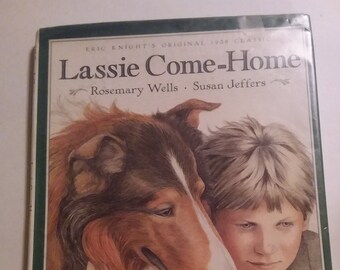 ERIC KNIGHT'S ORIGINAL 1938 CLASSIC
Lassie Come-Home
Rosemary Wells · Susan Jeffers